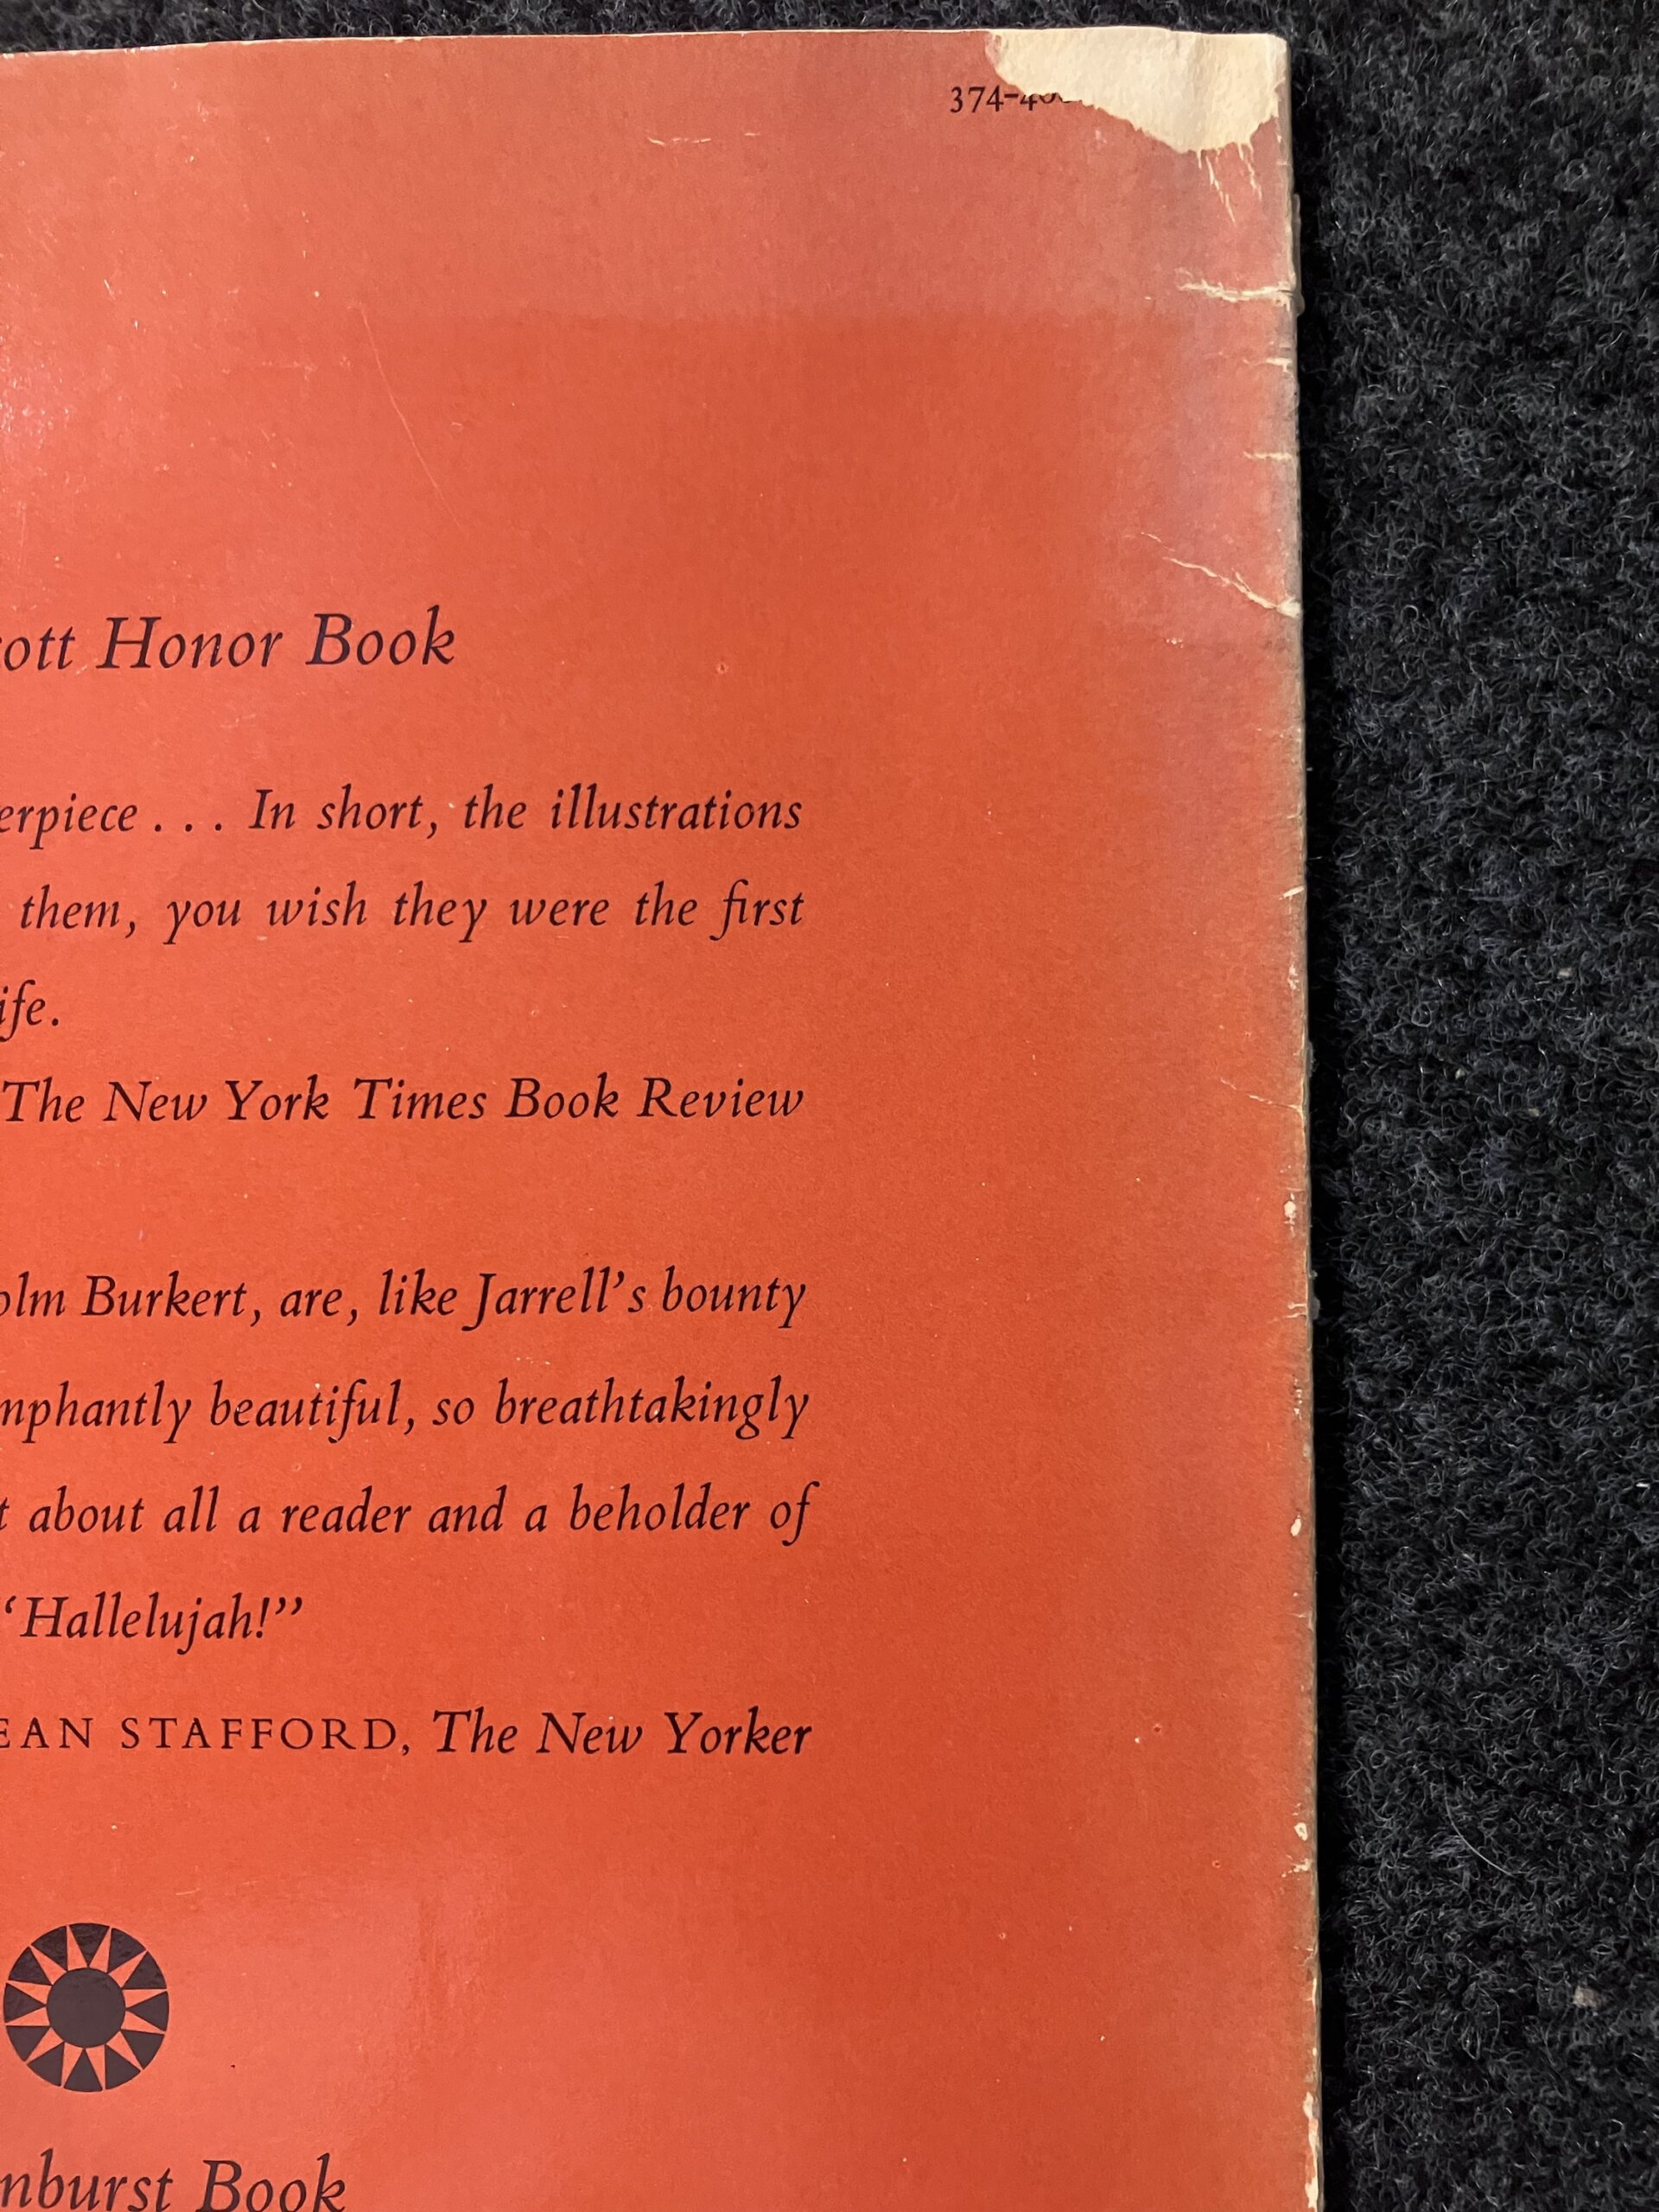 374-4
ott Honor Book
erpiece . . . In short, the illustrations
them, you wish they were the first
ife.
The New York Times Book Review
olm Burkert, are, like Jarrell's bounty
mphantly beautiful, so breathtakingly
t about all a reader and a beholder of
“Hallelujah!”
EAN STAFFORD, The New Yorker
nburst Book